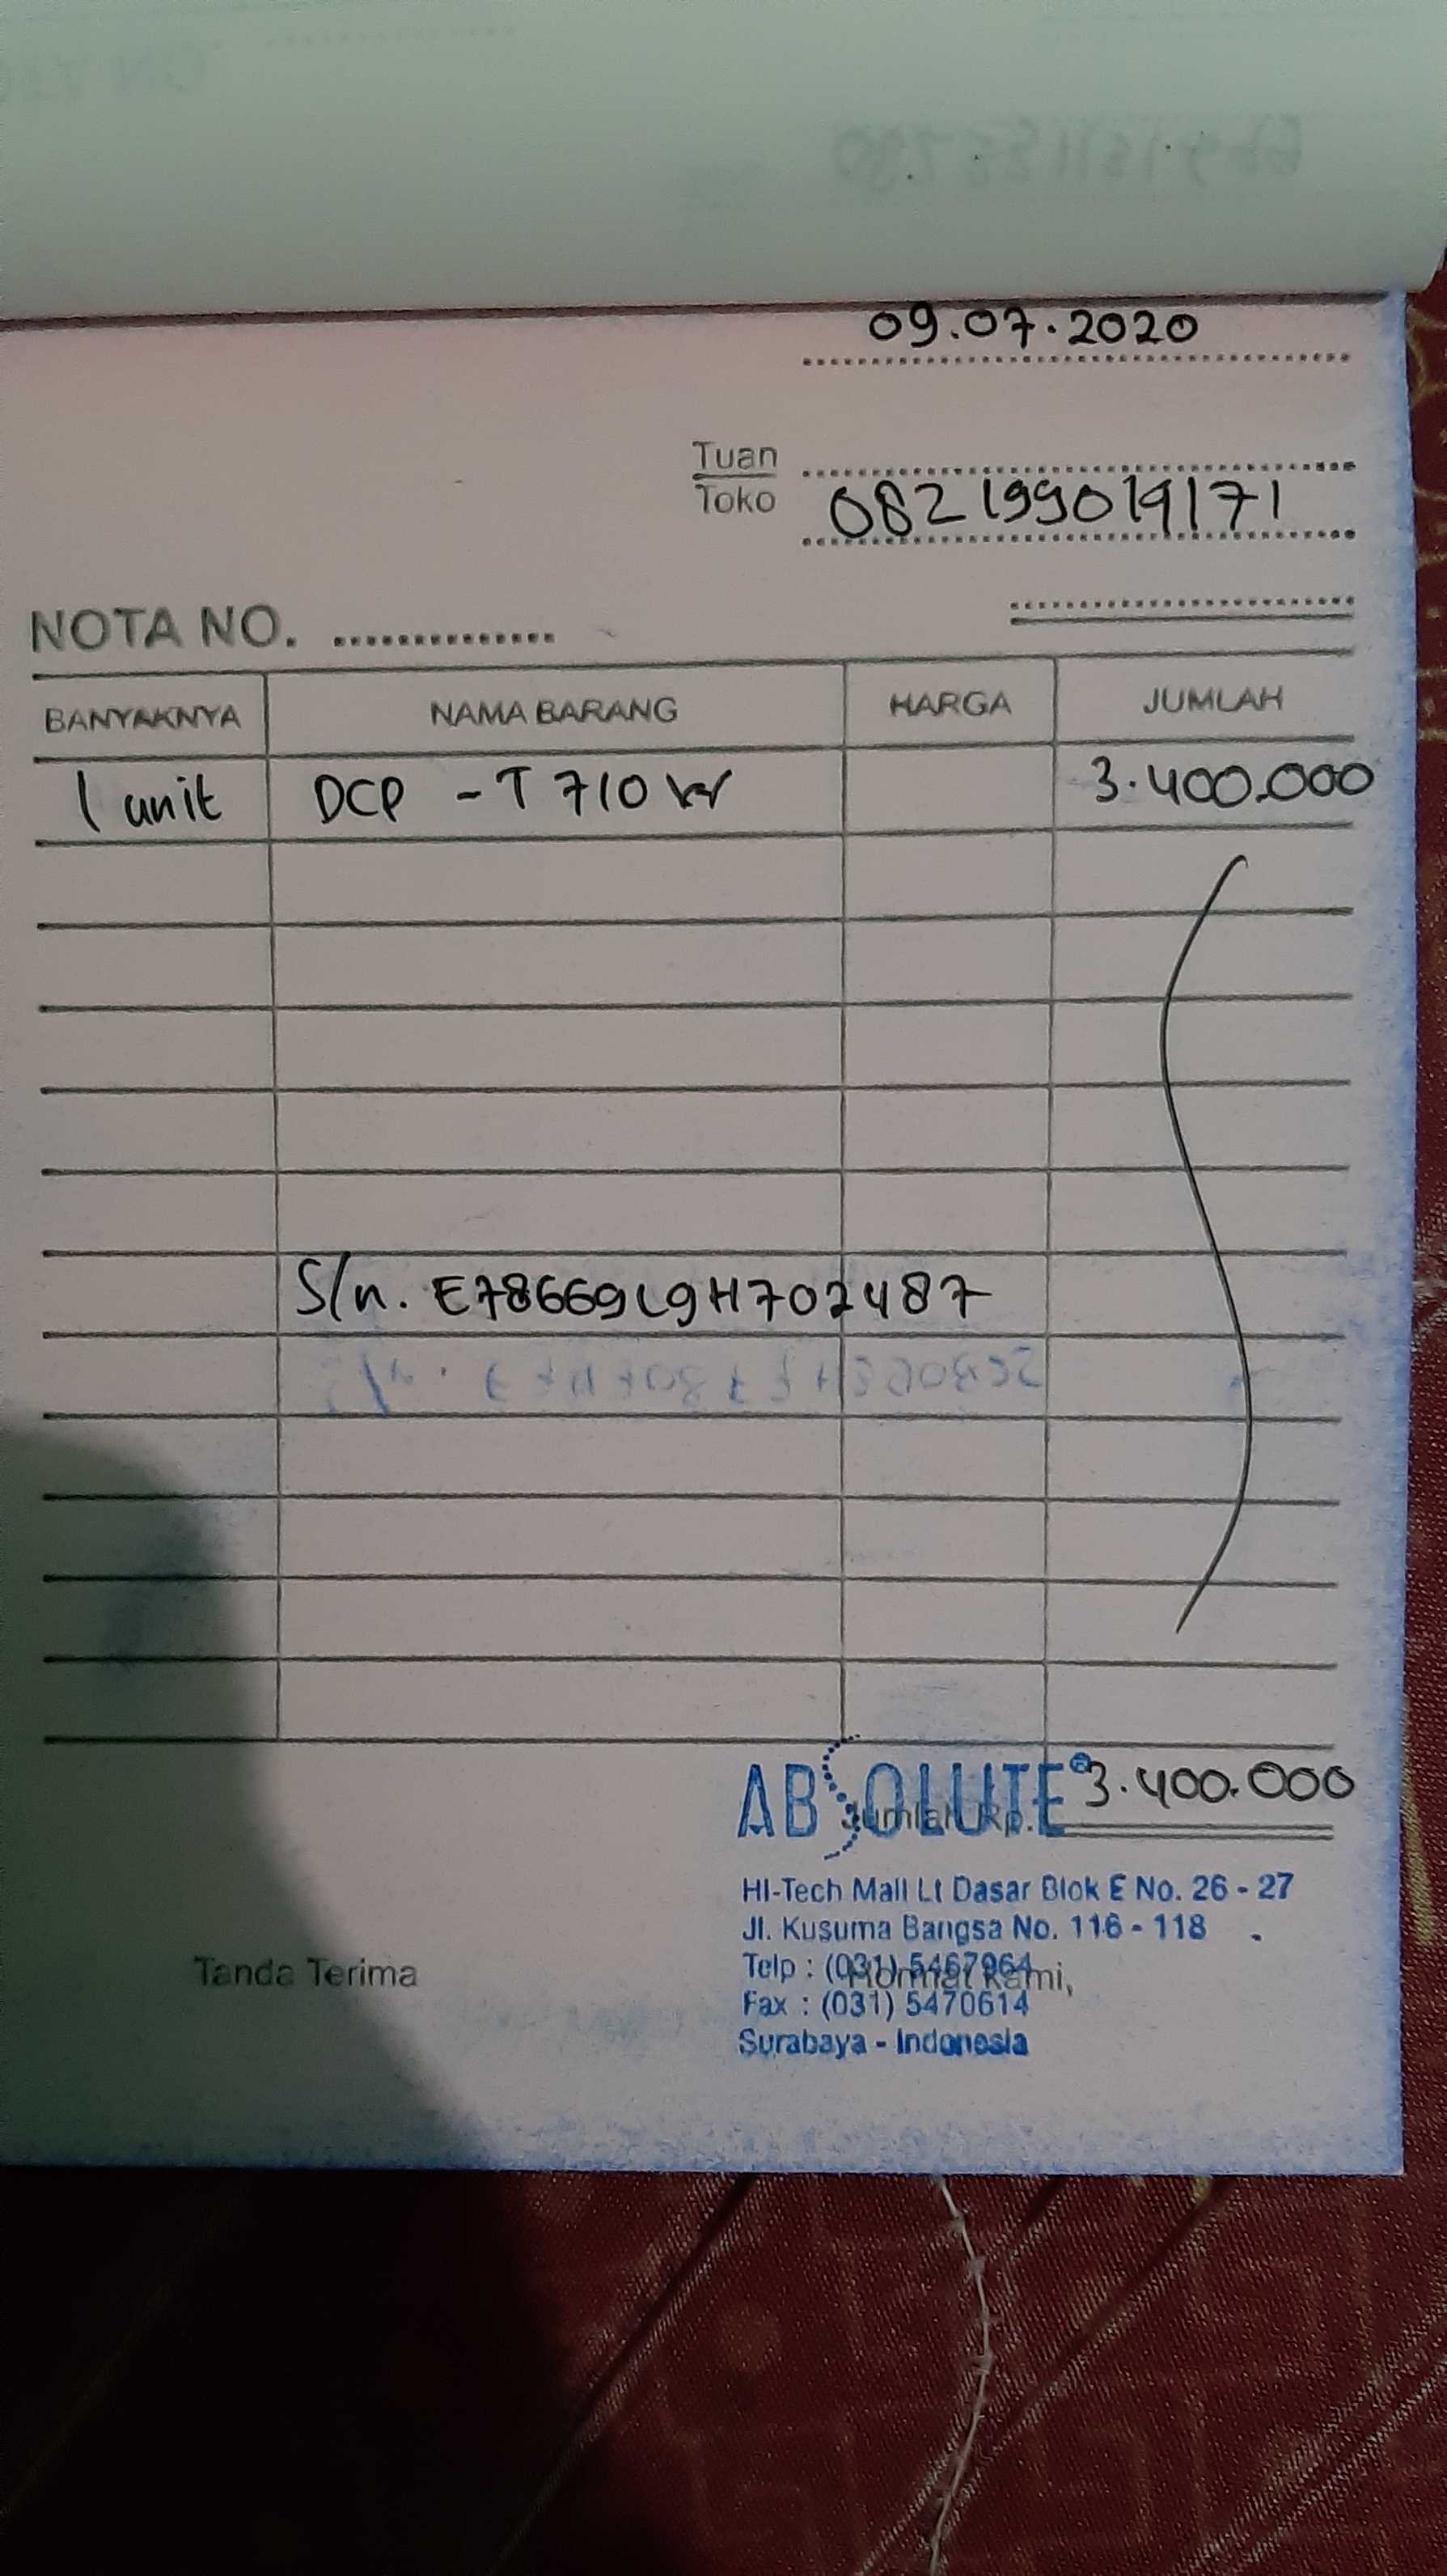 09.07.2020
Tuan
Toko 082199019171
NOTA NO. ..............
BANYAKNYA NAMA BARANG HARGA JUMLAH
1 unit DCP - T 710 W 3.400.000
S/n. E78669L9H702487
ABSOLUTE® 3.400.000
Jumlah Rp.
HI-Tech Mall Lt Dasar Blok E No. 26 - 27
Jl. Kusuma Bangsa No. 116 - 118
Tanda Terima
Telp : (031) 5467964
Hormat Kami,
Fax : (031) 5470614
Surabaya - Indonesia